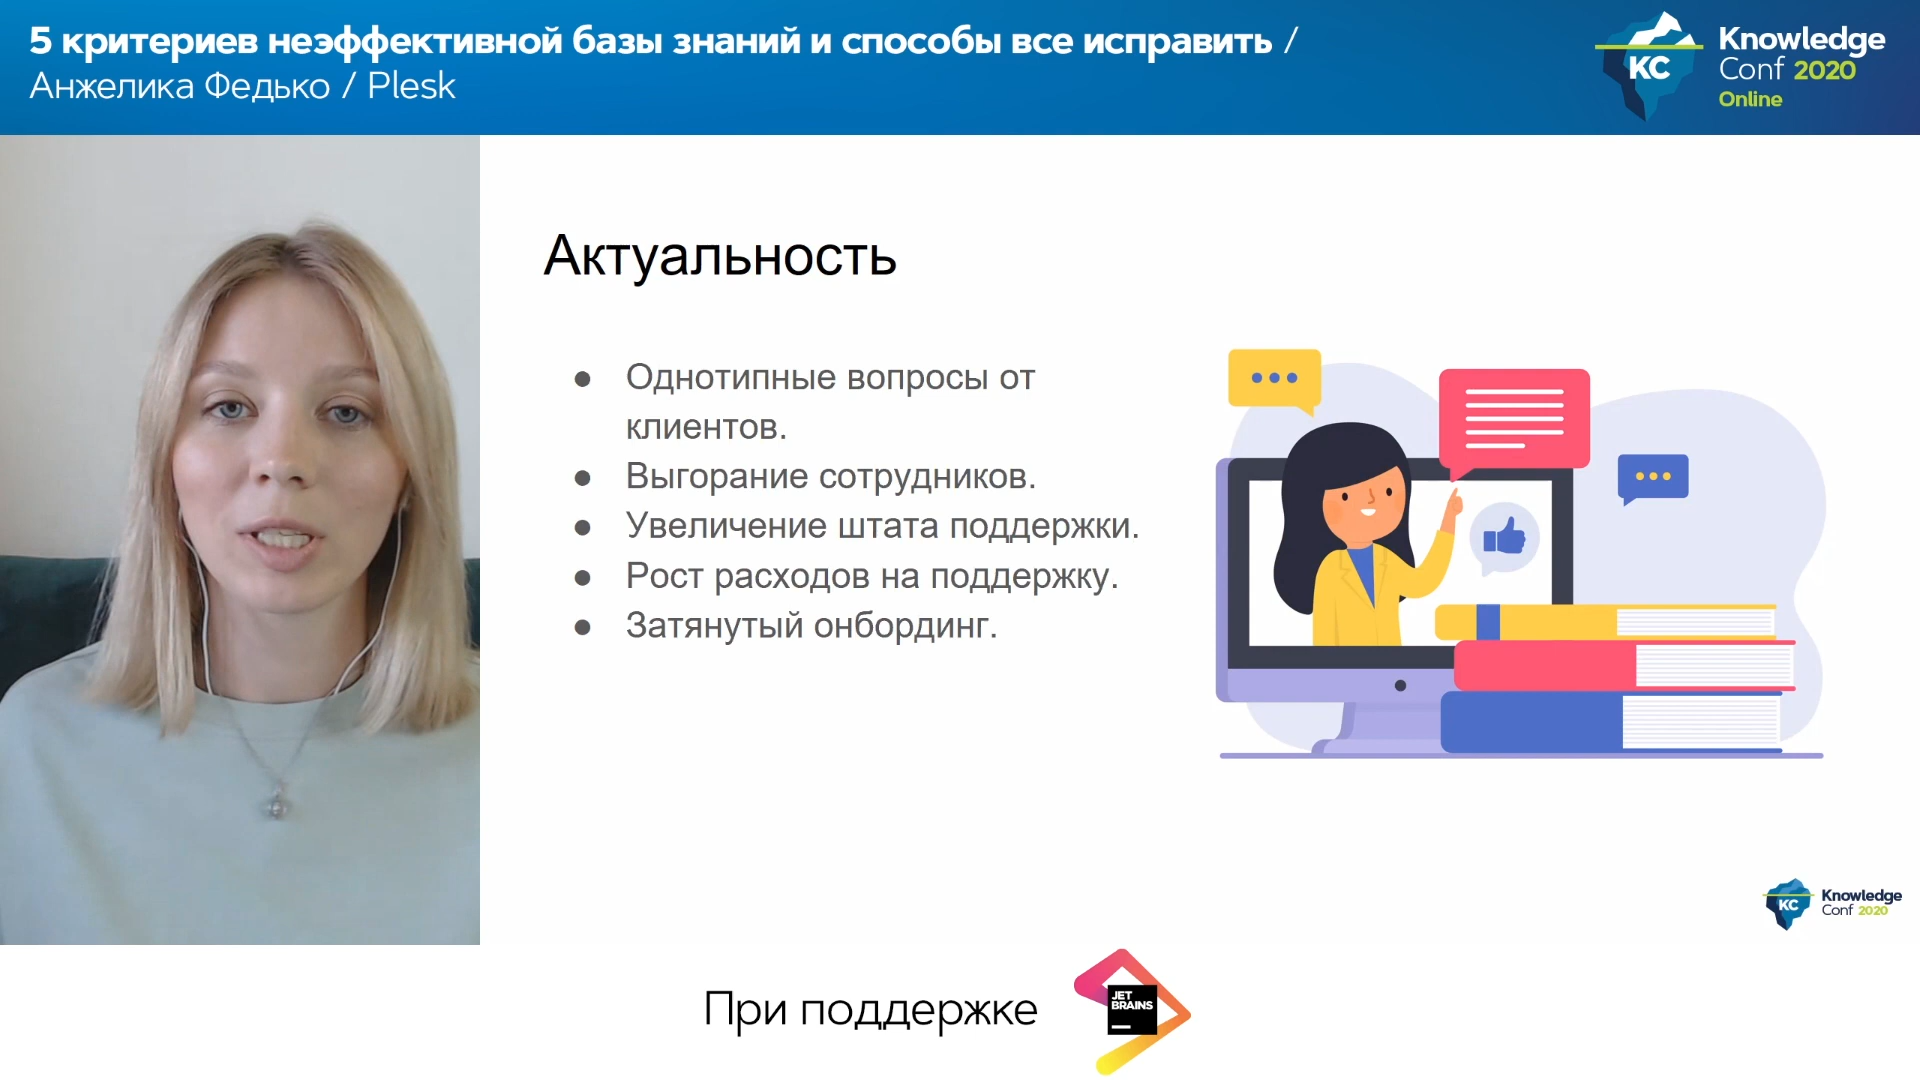 5 критериев неэффективной базы знаний и способы все исправить /
Анжелика Федько / Plesk
KC
Knowledge
Conf 2020
Online
Актуальность
● Однотипные вопросы от
клиентов.
● Выгорание сотрудников.
● Увеличение штата поддержки.
● Рост расходов на поддержку.
● Затянутый онбординг.
KC
Knowledge
Conf 2020
При поддержке
JET
BRAINS